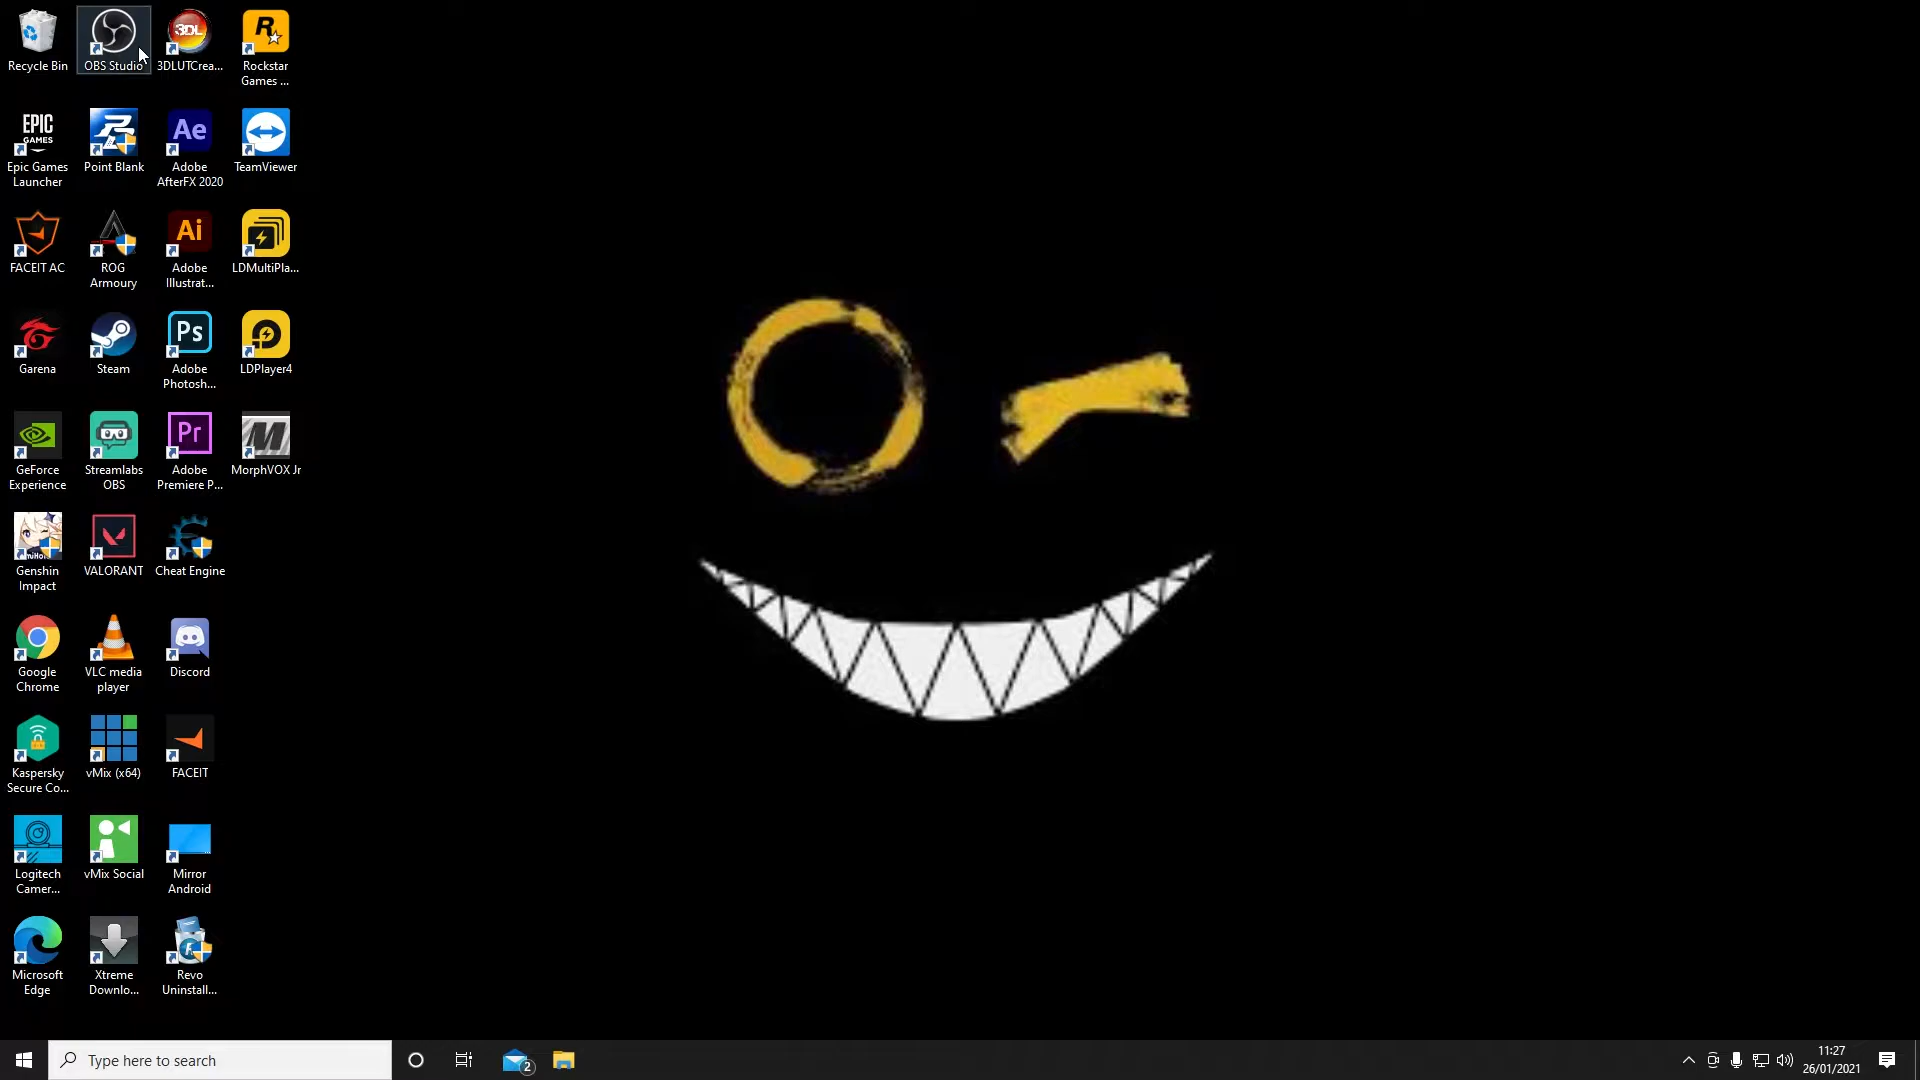 Recycle Bin
OBS Studio
3DL
3DLUTCrea...
R
Rockstar
Games ...
EPIC
GAMES
Epic Games
Launcher
Point Blank
Ae
Adobe
AfterFX 2020
TeamViewer
FACEIT AC
ROG
Armoury
Ai
Adobe
Illustrat...
LDMultiPla...
Garena
Steam
Ps
Adobe
Photosh...
LDPlayer4
GeForce
Experience
Streamlabs
OBS
Pr
Adobe
Premiere P...
M
MorphVOX Jr
Genshin
Impact
VALORANT
Cheat Engine
Google
Chrome
VLC media
player
Discord
Kaspersky
Secure Co...
vMix (x64)
FACEIT
Logitech
Camer...
vMix Social
Mirror
Android
Microsoft
Edge
Xtreme
Downlo...
Revo
Uninstall...
Type here to search
2
11:27
26/01/2021